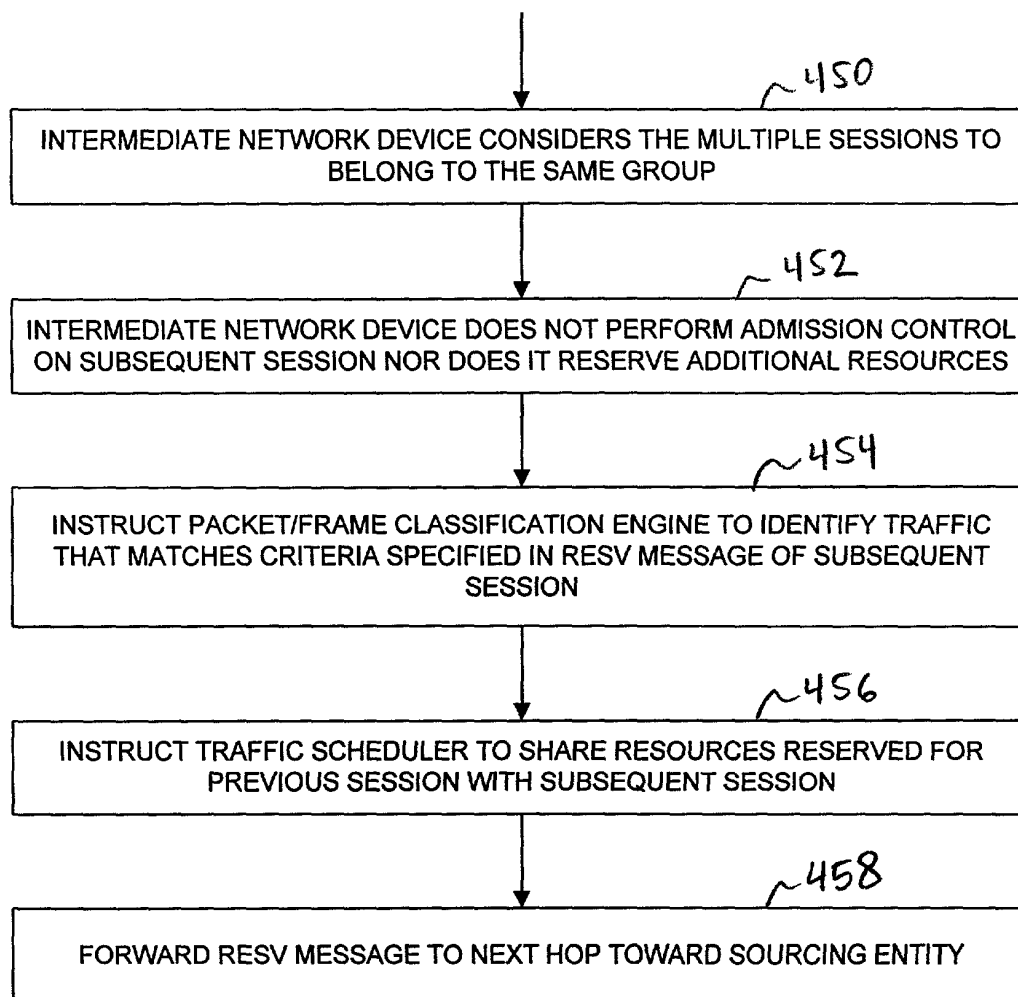 450
INTERMEDIATE NETWORK DEVICE CONSIDERS THE MULTIPLE SESSIONS TO
BELONG TO THE SAME GROUP
452
INTERMEDIATE NETWORK DEVICE DOES NOT PERFORM ADMISSION CONTROL
ON SUBSEQUENT SESSION NOR DOES IT RESERVE ADDITIONAL RESOURCES
454
INSTRUCT PACKET/FRAME CLASSIFICATION ENGINE TO IDENTIFY TRAFFIC
THAT MATCHES CRITERIA SPECIFIED IN RESV MESSAGE OF SUBSEQUENT
SESSION
456
INSTRUCT TRAFFIC SCHEDULER TO SHARE RESOURCES RESERVED FOR
PREVIOUS SESSION WITH SUBSEQUENT SESSION
458
FORWARD RESV MESSAGE TO NEXT HOP TOWARD SOURCING ENTITY